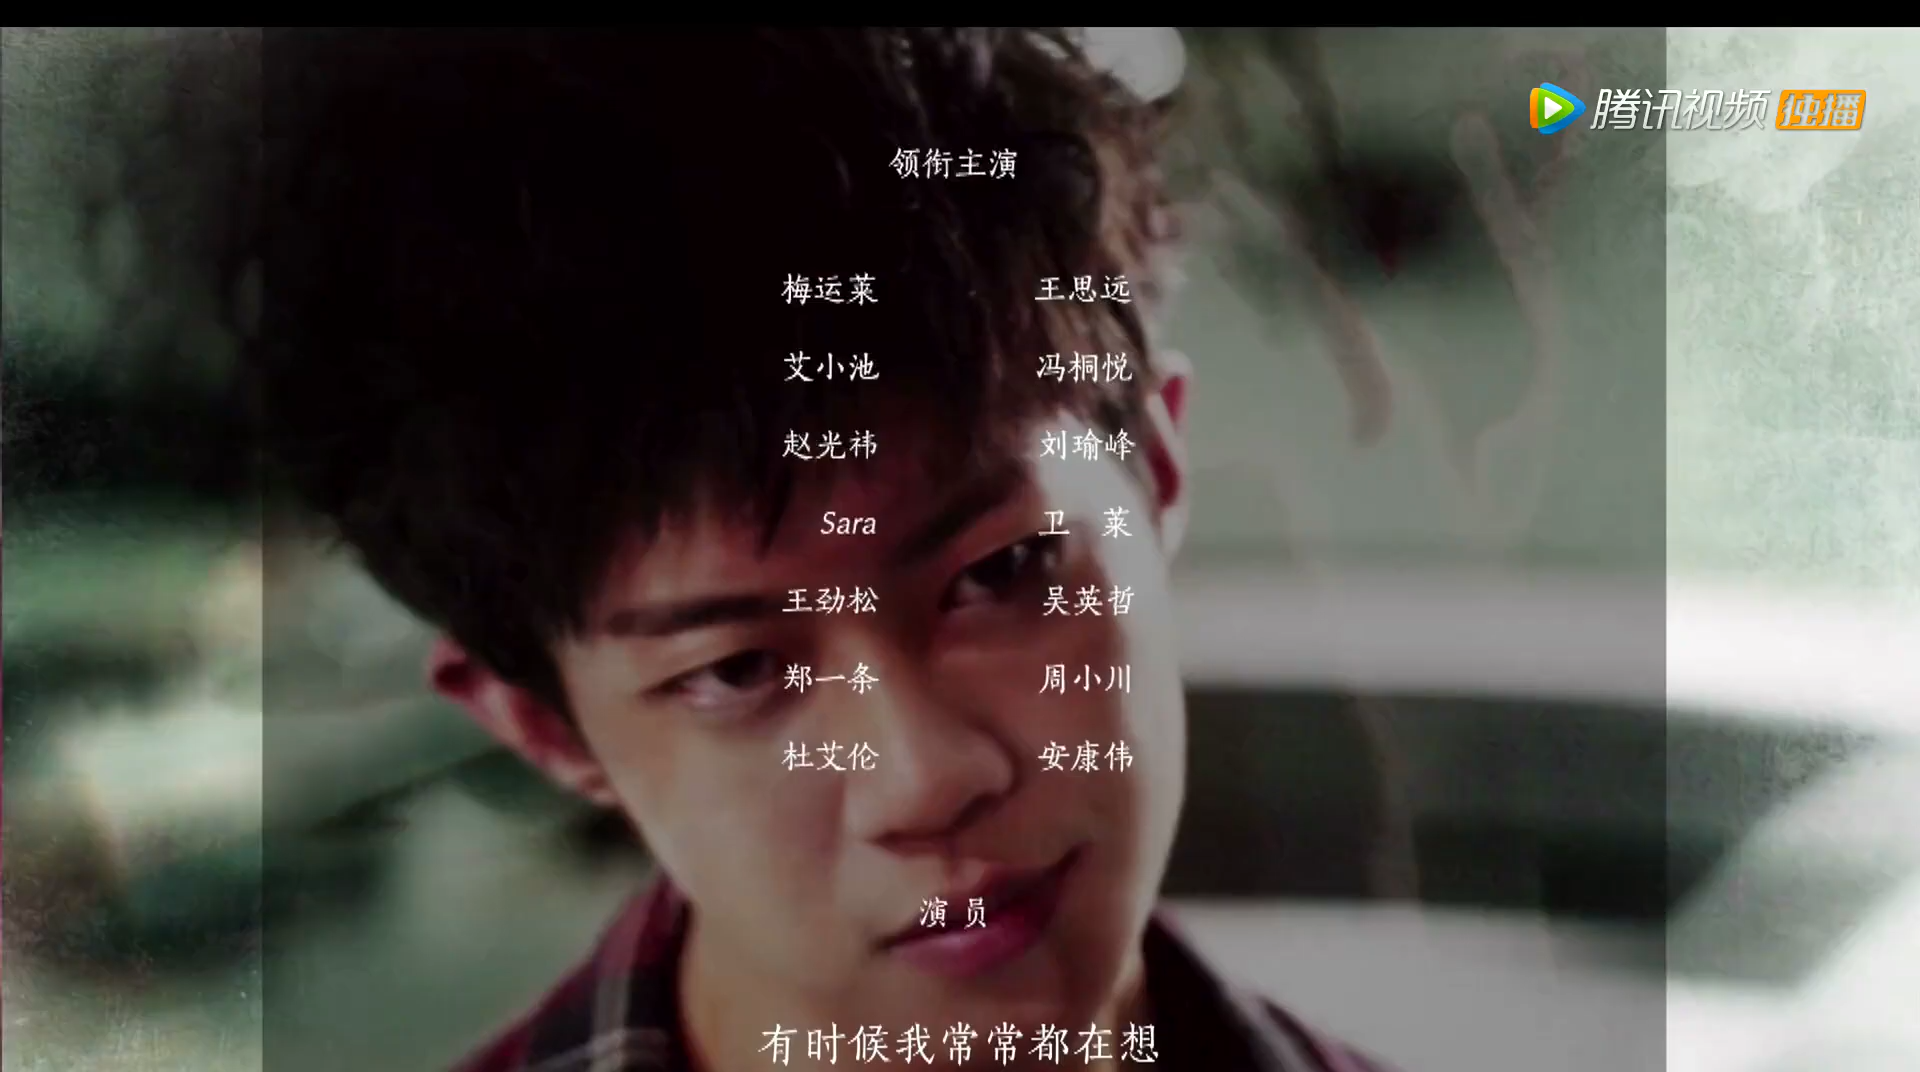 腾讯视频 独播
领衔主演
梅运莱 王思远
艾小池 冯桐悦
赵光祎 刘瑜峰
Sara 卫 莱
王劲松 吴英哲
郑一条 周小川
杜艾伦 安康伟
演 员
有时候我常常都在想